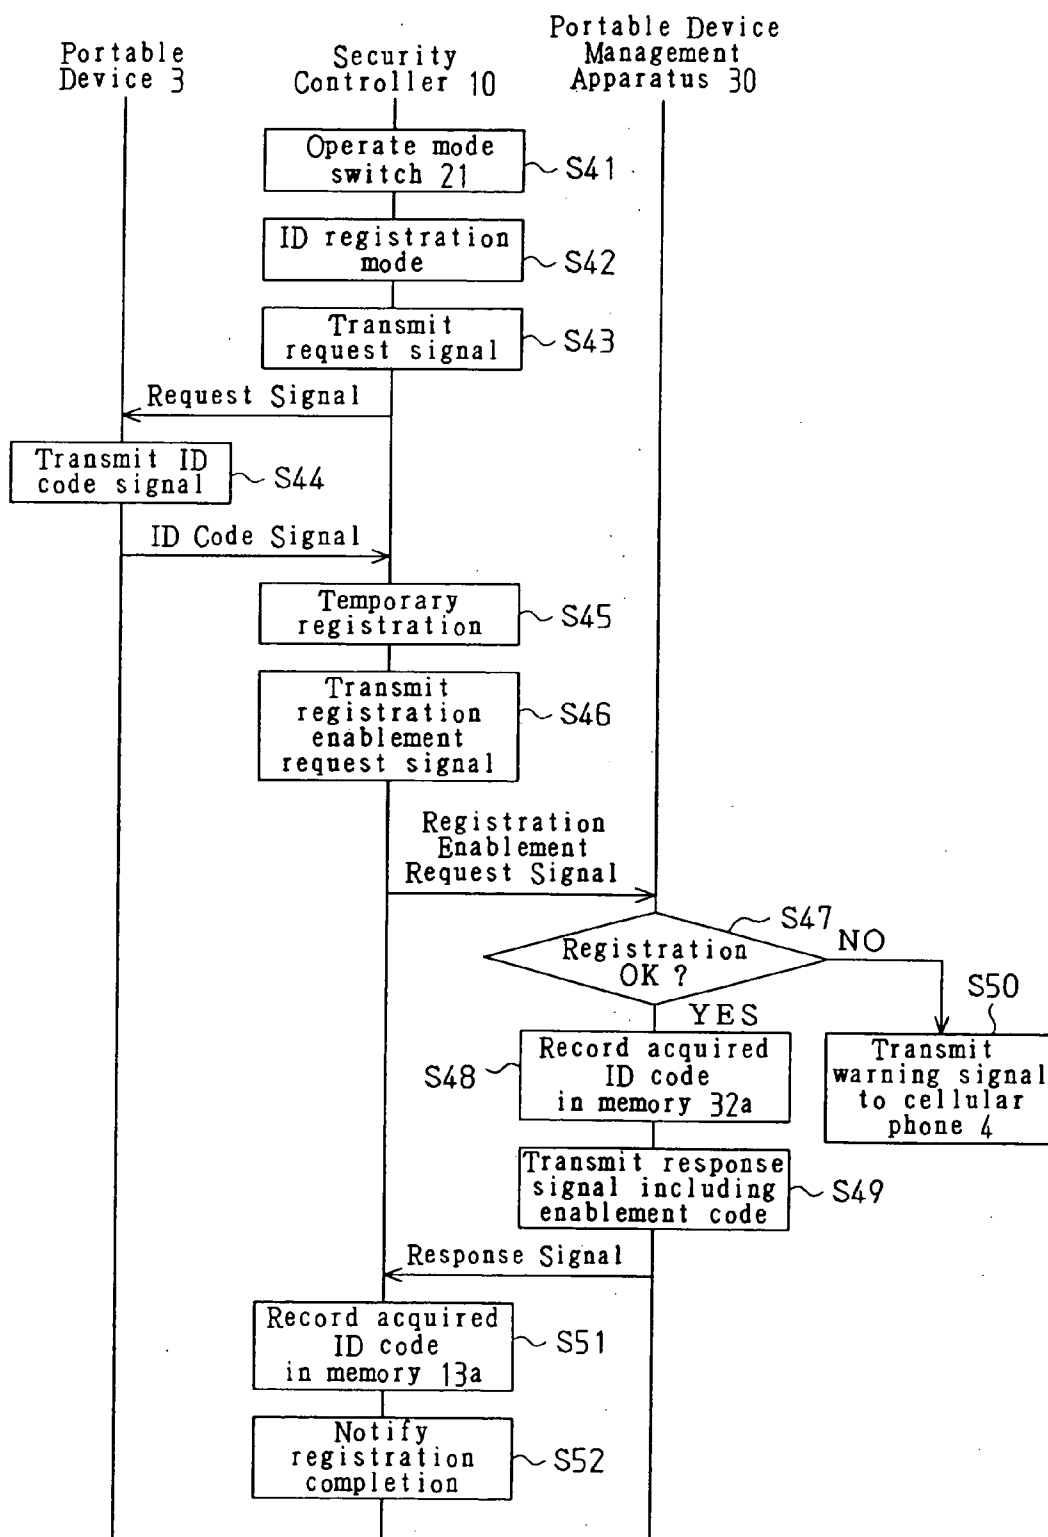 Portable
Device 3
Security
Controller 10
Portable Device
Management
Apparatus 30
Operate mode
switch 21
S41
ID registration
mode
S42
Transmit
request signal
S43
Request Signal
Transmit ID
code signal
S44
ID Code Signal
Temporary
registration
S45
Transmit
registration
enablement
request signal
S46
Registration
Enablement
Request Signal
S47
Registration
OK ?
NO
YES
S50
Transmit
warning signal
to cellular
phone 4
S48
Record acquired
ID code
in memory 32a
Transmit response
signal including
enablement code
S49
Response Signal
Record acquired
ID code
in memory 13a
S51
Notify
registration
completion
S52